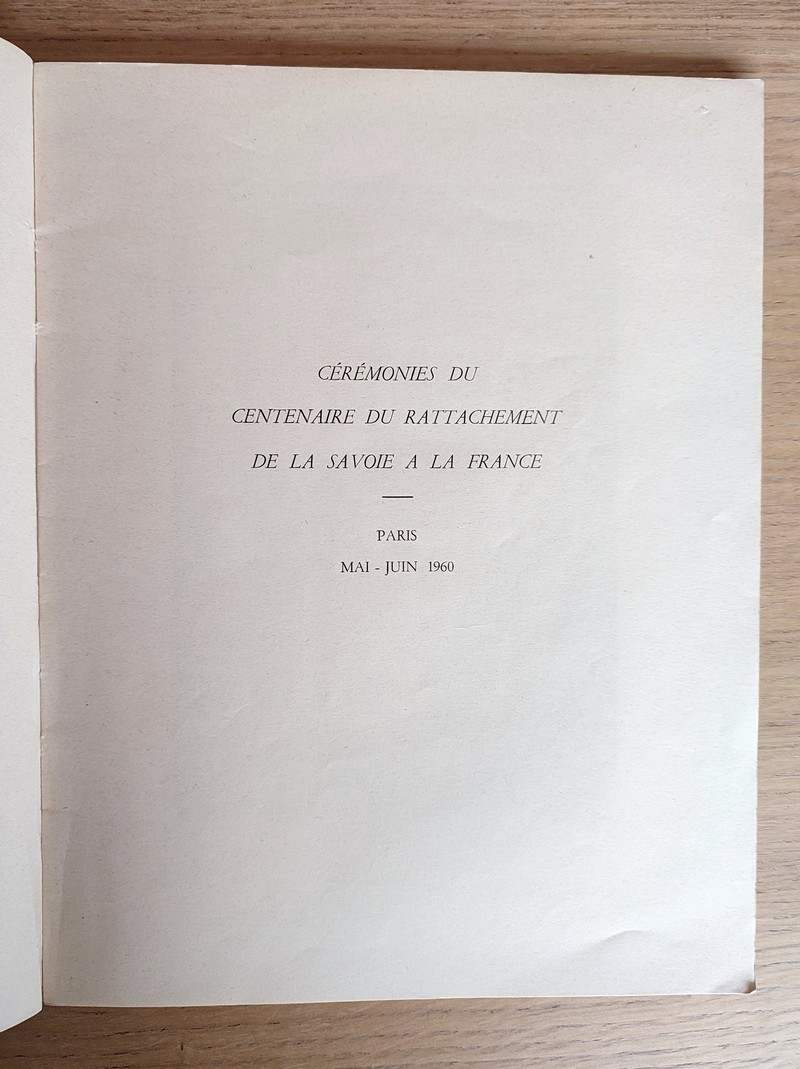 CÉRÉMONIES DU
CENTENAIRE DU RATTACHEMENT
DE LA SAVOIE A LA FRANCE
PARIS
MAI - JUIN 1960